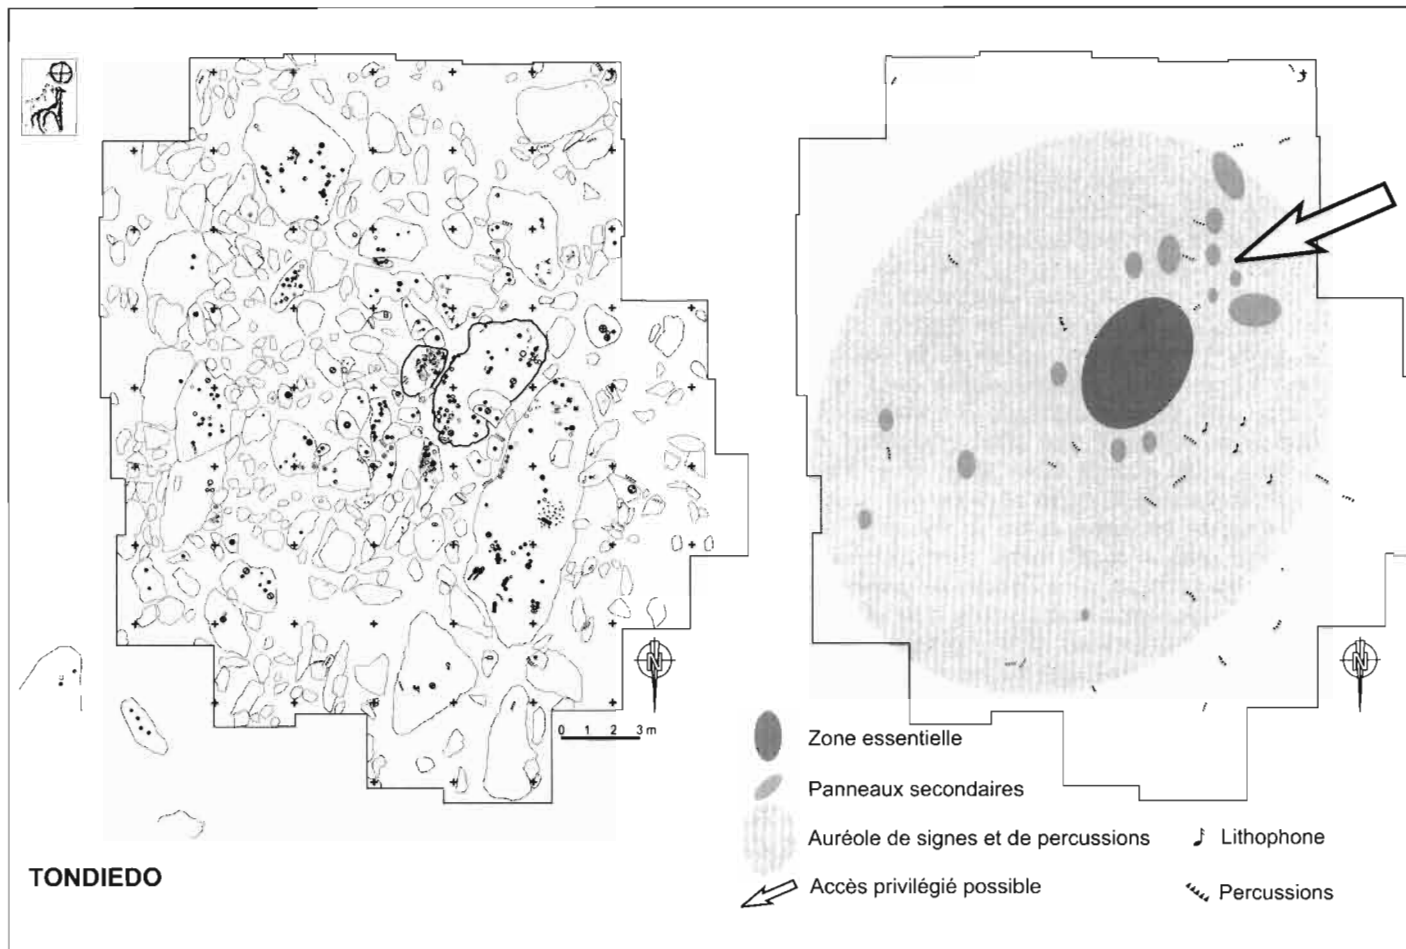 N
0 1 2 3 m
TONDIEDO
N
Zone essentielle
Panneaux secondaires
Auréole de signes et de percussions
Accès privilégié possible
Lithophone
Percussions